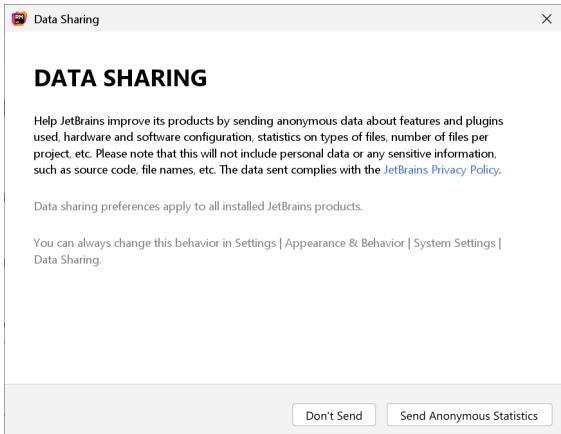 RM
Data Sharing
DATA SHARING
Help JetBrains improve its products by sending anonymous data about features and plugins
used, hardware and software configuration, statistics on types of files, number of files per
project, etc. Please note that this will not include personal data or any sensitive information,
such as source code, file names, etc. The data sent complies with the JetBrains Privacy Policy.
Data sharing preferences apply to all installed JetBrains products.
You can always change this behavior in Settings | Appearance & Behavior | System Settings |
Data Sharing.
Don't Send
Send Anonymous Statistics